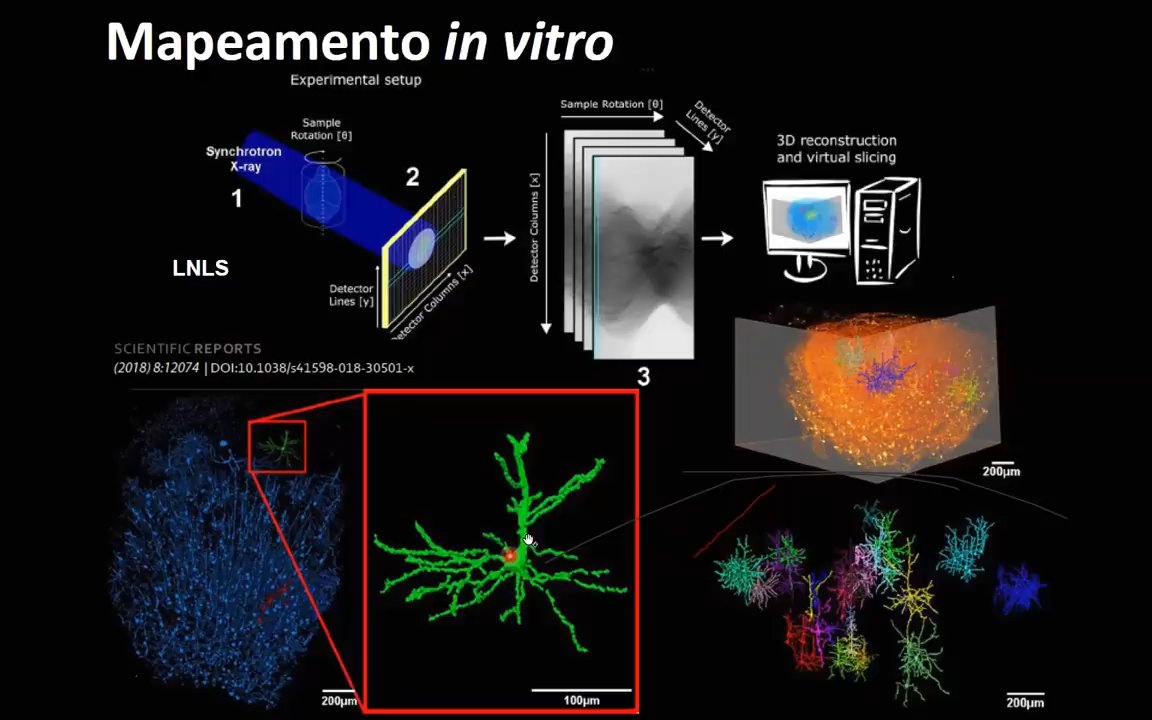 Mapeamento in vitro
Experimental setup
Sample
Rotation [θ]
Synchrotron
X-ray
1
2
LNLS
Detector
Lines [y]
Detector Columns [x]
Sample Rotation [θ]
Detector
Lines [y]
Detector Columns [x]
3
3D reconstruction
and virtual slicing
SCIENTIFIC REPORTS
(2018) 8:12074 | DOI:10.1038/s41598-018-30501-x
200µm
200µm
100µm
200µm